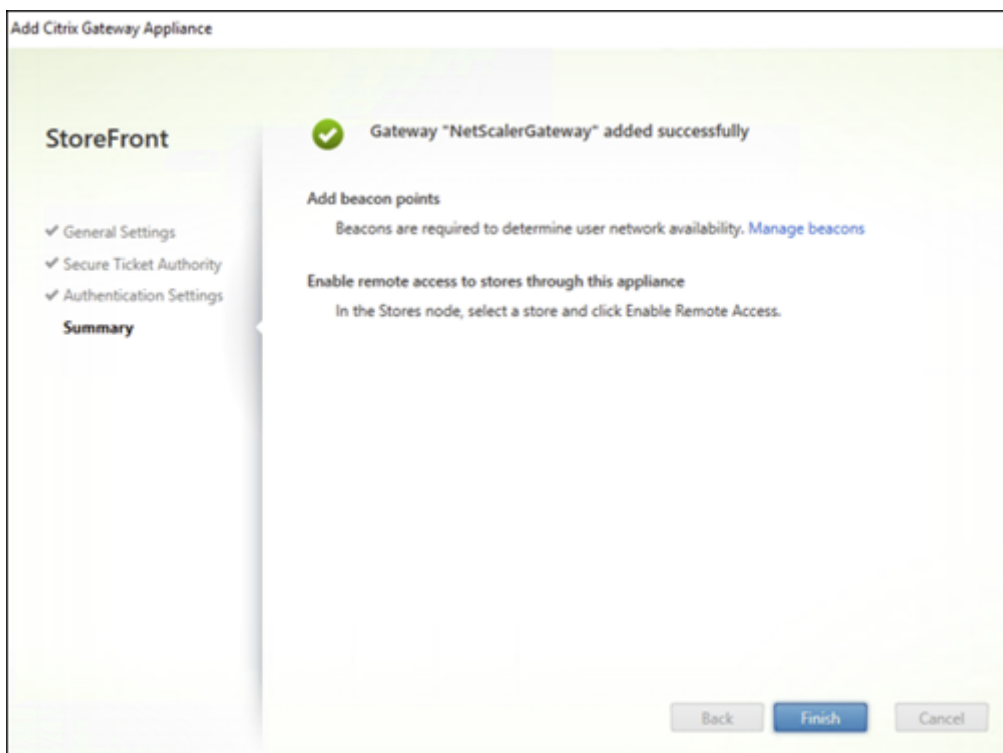 Add Citrix Gateway Appliance
StoreFront
General Settings
Secure Ticket Authority
Authentication Settings
Summary
Gateway "NetScalerGateway" added successfully
Add beacon points
Beacons are required to determine user network availability. Manage beacons
Enable remote access to stores through this appliance
In the Stores node, select a store and click Enable Remote Access.
Back
Finish
Cancel